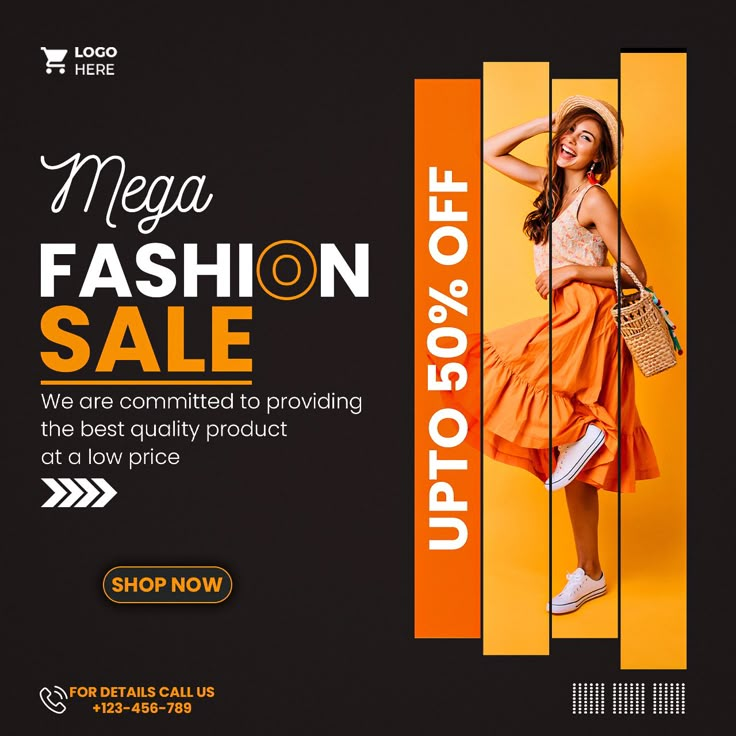 LOGO
HERE
Mega
FASHION
SALE
We are committed to providing
the best quality product
at a low price
SHOP NOW
FOR DETAILS CALL US
+123-456-789
UPTO 50% OFF